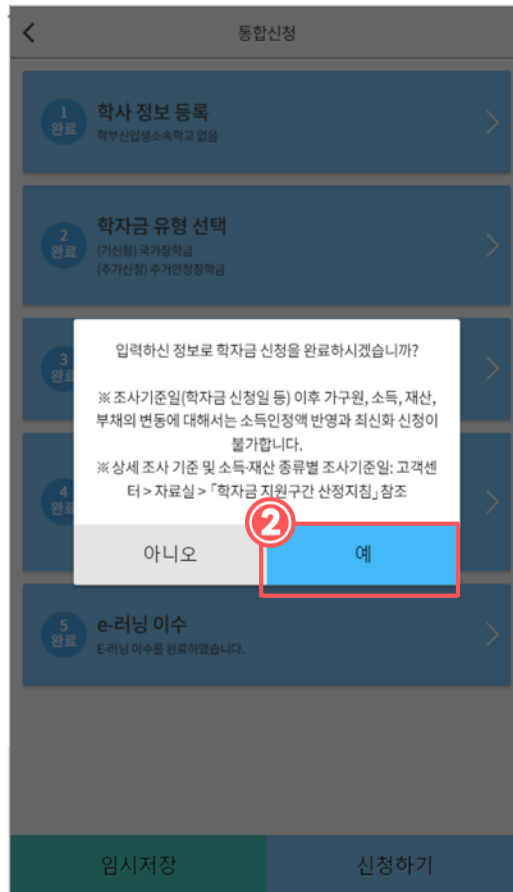 통합신청
1
완료
학사 정보 등록
학부신입생소속학교 없음
2
완료
학자금 유형 선택
(기신청) 국가장학금
(추가신청) 주거안정장학금
3
완료
입력하신 정보로 학자금 신청을 완료하시겠습니까?
※ 조사기준일(학자금 신청일 등) 이후 가구원, 소득, 재산,
부채의 변동에 대해서는 소득인정액 반영과 최신화 신청이
불가합니다.
※ 상세 조사 기준 및 소득·재산 종류별 조사기준일: 고객센
터 > 자료실 > 「학자금 지원구간 산정지침」 참조
4
완료
②
아니오
예
5
완료
e-러닝 이수
E-러닝 이수를 완료하였습니다.
임시저장
신청하기